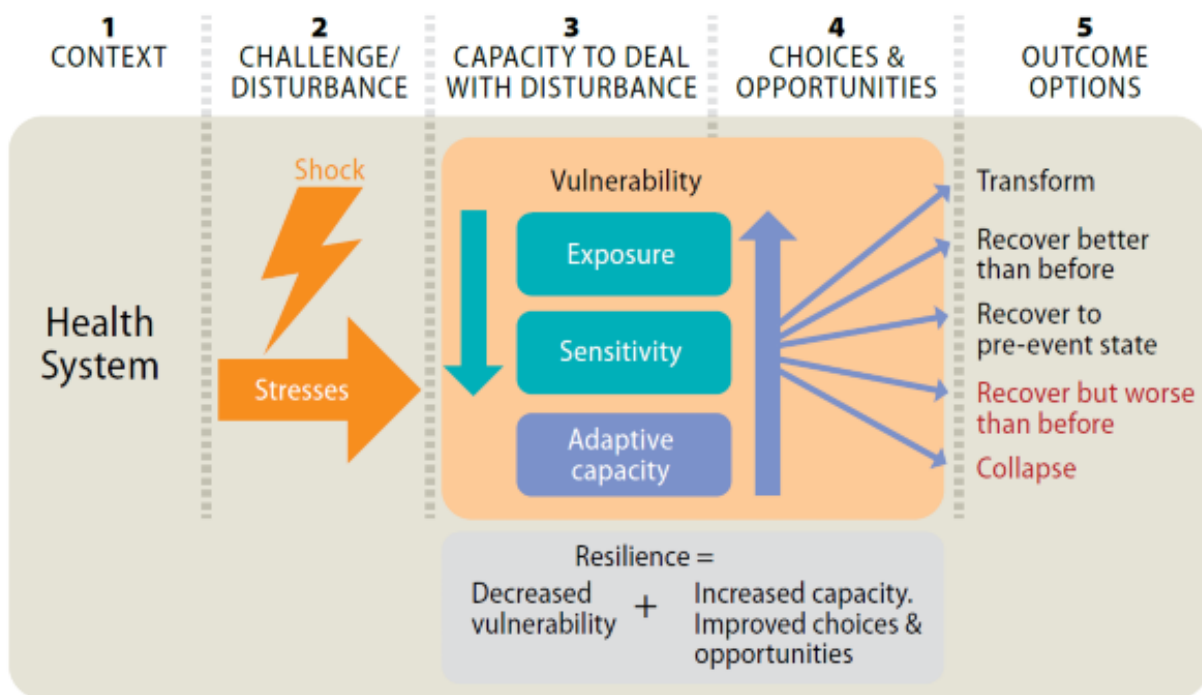 1
CONTEXT
2
CHALLENGE/
DISTURBANCE
3
CAPACITY TO DEAL
WITH DISTURBANCE
4
CHOICES &
OPPORTUNITIES
5
OUTCOME
OPTIONS
Health
System
Shock
Stresses
Vulnerability
Exposure
Sensitivity
Adaptive
capacity
Transform
Recover better
than before
Recover to
pre-event state
Recover but worse
than before
Collapse
Resilience =
Decreased
vulnerability
+
Increased capacity.
Improved choices &
opportunities